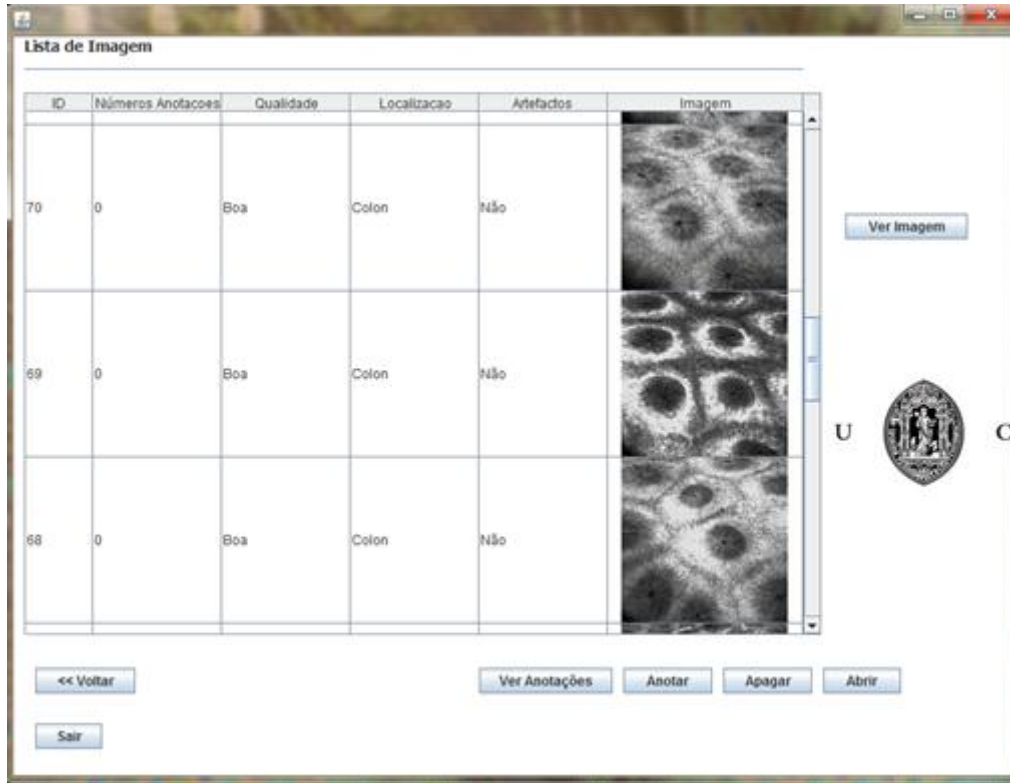 Lista de Imagem
ID Números Anotacoes Qualidade Localizacao Artefactos Imagem
70 0 Boa Colon Não
Ver Imagem
69 0 Boa Colon Não
U C
68 0 Boa Colon Não
<< Voltar Ver Anotações Anotar Apagar Abrir
Sair